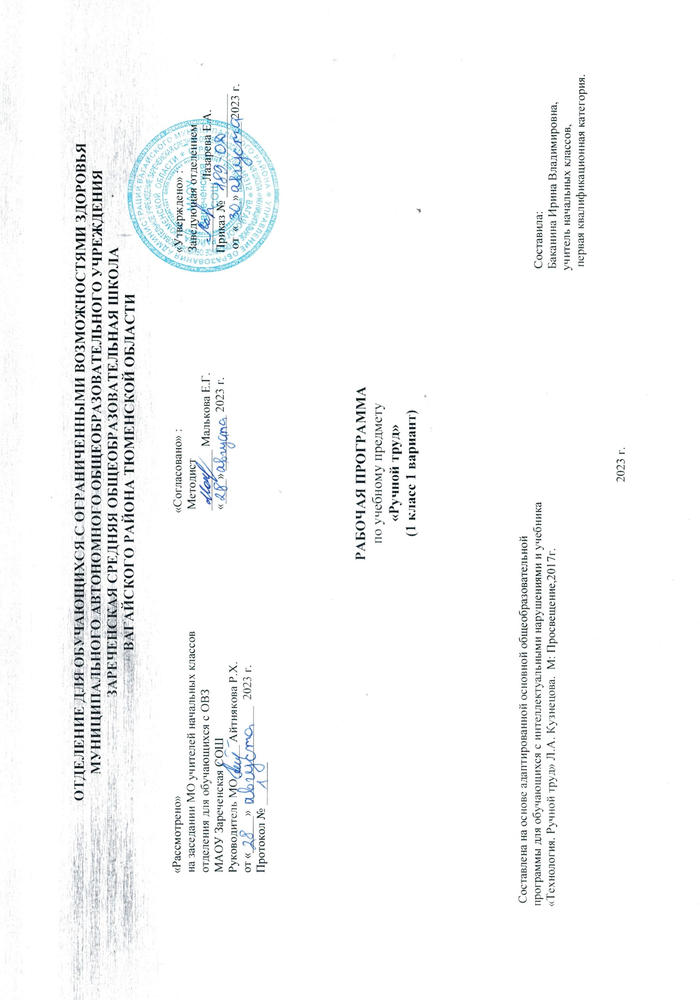 ОТДЕЛЕНИЕ ДЛЯ ОБУЧАЮЩИХСЯ С ОГРАНИЧЕННЫМИ ВОЗМОЖНОСТЯМИ ЗДОРОВЬЯ
МУНИЦИПАЛЬНОГО АВТОНОМНОГО ОБЩЕОБРАЗОВАТЕЛЬНОГО УЧРЕЖДЕНИЯ
ЗАРЕЧЕНСКАЯ СРЕДНЯЯ ОБЩЕОБРАЗОВАТЕЛЬНАЯ ШКОЛА
ВАГАЙСКОГО РАЙОНА ТЮМЕНСКОЙ ОБЛАСТИ
«Рассмотрено»
на заседании МО учителей начальных классов
отделения для обучающихся с ОВЗ
МАОУ Зареченская СОШ
Руководитель МО Айтнякова Р.Х.
от « 28 » августа 2023 г.
Протокол № 1
«Согласовано» :
Методист
Малькова Е.Г.
« 28 » августа 2023 г.
«Утверждено» :
Заведующая отделением
Лазарева Е.А.
Приказ № 189-ОД
от « 30 » августа 2023 г.
МАОУ
Зареченская
СОШ
РАБОЧАЯ ПРОГРАММА
по учебному предмету
«Ручной труд»
(1 класс 1 вариант)
Составлена на основе адаптированной основной общеобразовательной
программы для обучающихся с интеллектуальными нарушениями и учебника
«Технология. Ручной труд» Л.А. Кузнецова. М: Просвещение,2017г.
Составила:
Баканина Ирина Владимировна,
учитель начальных классов,
первая квалификационная категория.
2023 г.